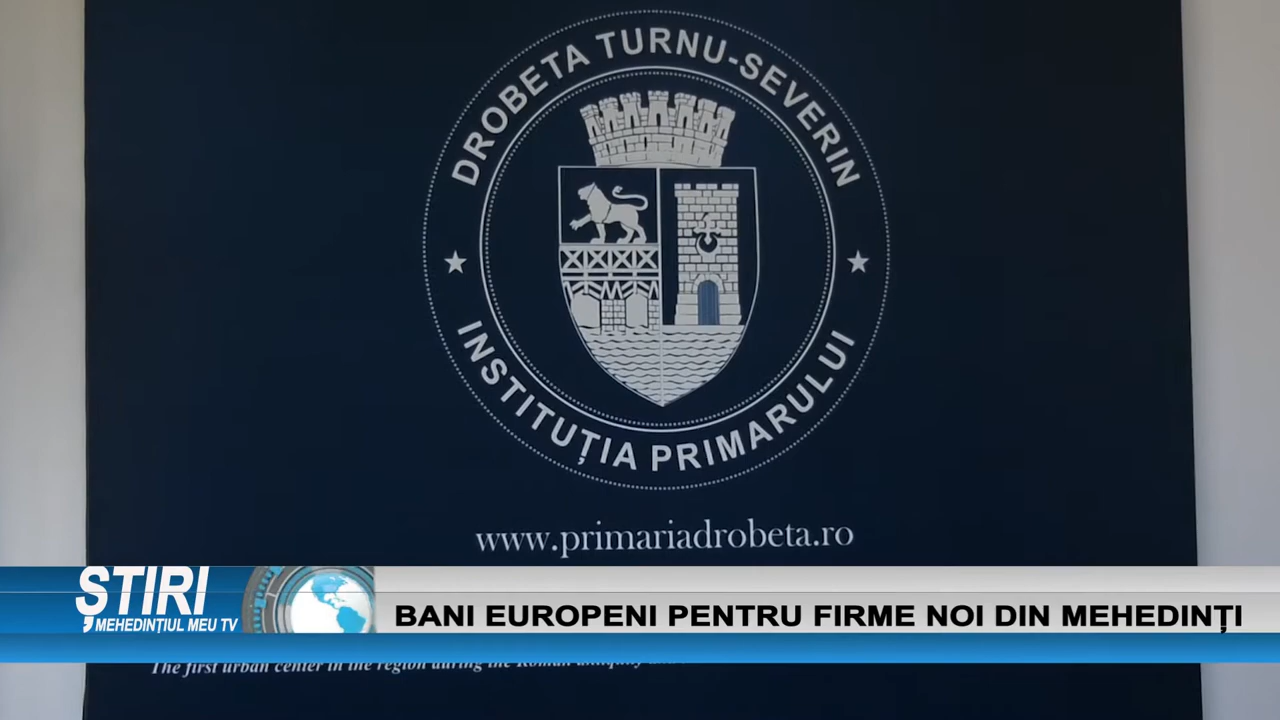 DROBETA TURNU-SEVERIN
INSTITUȚIA PRIMARULUI
www.primariadrobeta.ro
ȘTIRI
MEHEDINȚIUL MEU TV
BANI EUROPENI PENTRU FIRME NOI DIN MEHEDINȚI
The first urban center in the region during the Roman antiquity